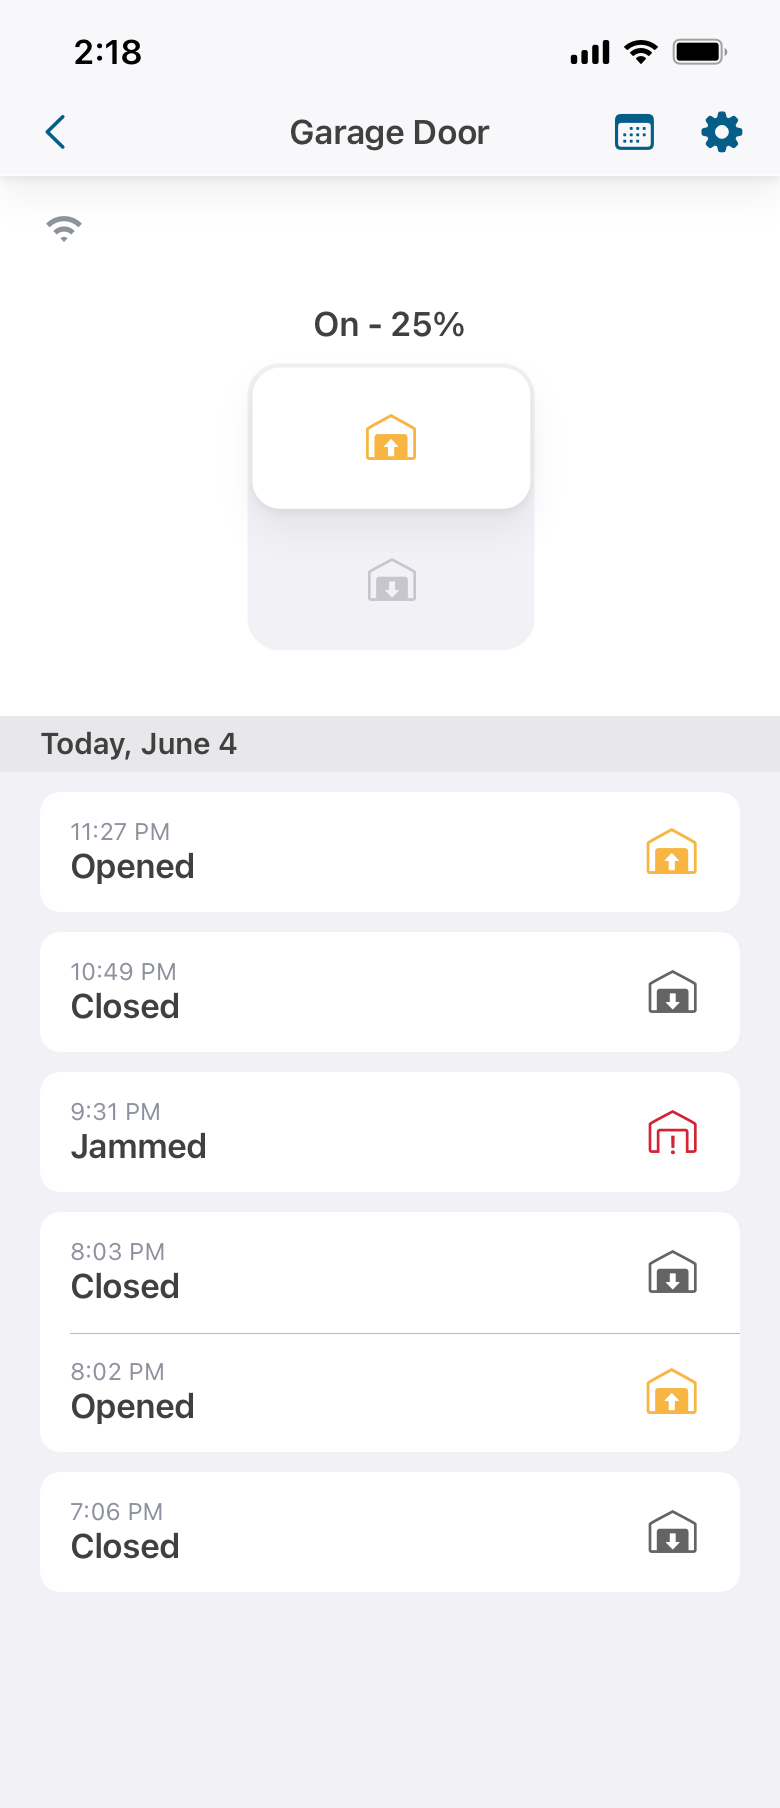 2:18
Garage Door
On - 25%
Today, June 4
11:27 PM
Opened
10:49 PM
Closed
9:31 PM
Jammed
8:03 PM
Closed
8:02 PM
Opened
7:06 PM
Closed